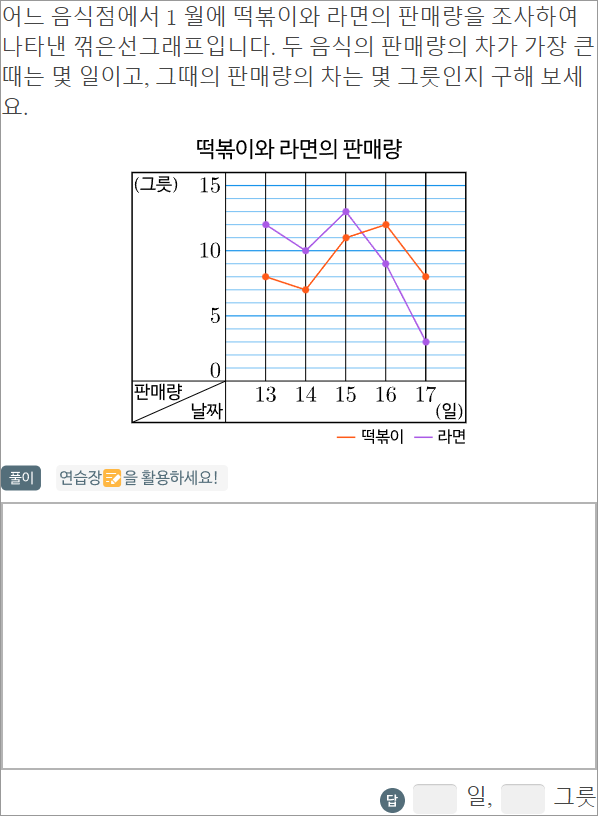 어느 음식점에서 1 월에 떡볶이와 라면의 판매량을 조사하여
나타낸 꺾은선그래프입니다. 두 음식의 판매량의 차가 가장 큰
때는 몇 일이고, 그때의 판매량의 차는 몇 그릇인지 구해 보세
요.
떡볶이와 라면의 판매량
(그릇) 15
10
5
0
판매량
날짜
13 14 15 16 17
(일)
떡볶이 라면
풀이 연습장을 활용하세요!
답 일, 그릇